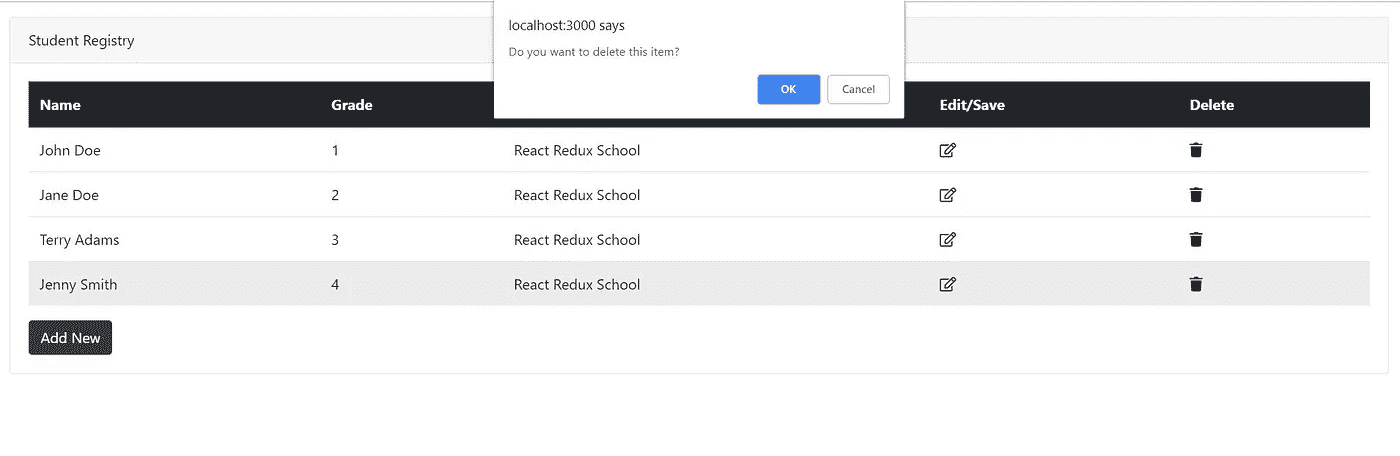 localhost:3000 says
Do you want to delete this item?
OK Cancel
Student Registry
Name Grade Edit/Save Delete
John Doe 1 React Redux School
Jane Doe 2 React Redux School
Terry Adams 3 React Redux School
Jenny Smith 4 React Redux School
Add New